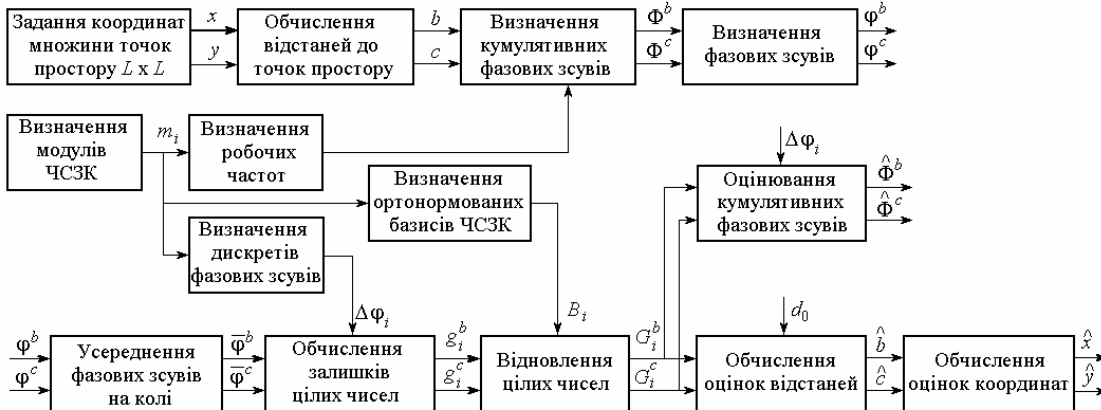 Задання координат
множини точок
простору L x L
x
y
Обчислення
відстаней до
точок простору
b
c
Визначення
кумулятивних
фазових зсувів
Φ^b
Φ^c
Визначення
фазових зсувів
φ^b
φ^c
Визначення
модулів
ЧСЗК
m_i
Визначення
робочих
частот
Визначення
ортонормованих
базисів ЧСЗК
Δφ_i
Оцінювання
кумулятивних
фазових зсувів
Φ̂^b
Φ̂^c
Визначення
дискретів
фазових зсувів
Δφ_i
B_i
d_0
φ^b
φ^c
Усереднення
фазових зсувів
на колі
φ̅^b
φ̅^c
Обчислення
залишків
цілих чисел
g_i^b
g_i^c
Відновлення
цілих чисел
G_i^b
G_i^c
Обчислення
оцінок відстаней
b̂
ĉ
Обчислення
оцінок координат
x̂
ŷ